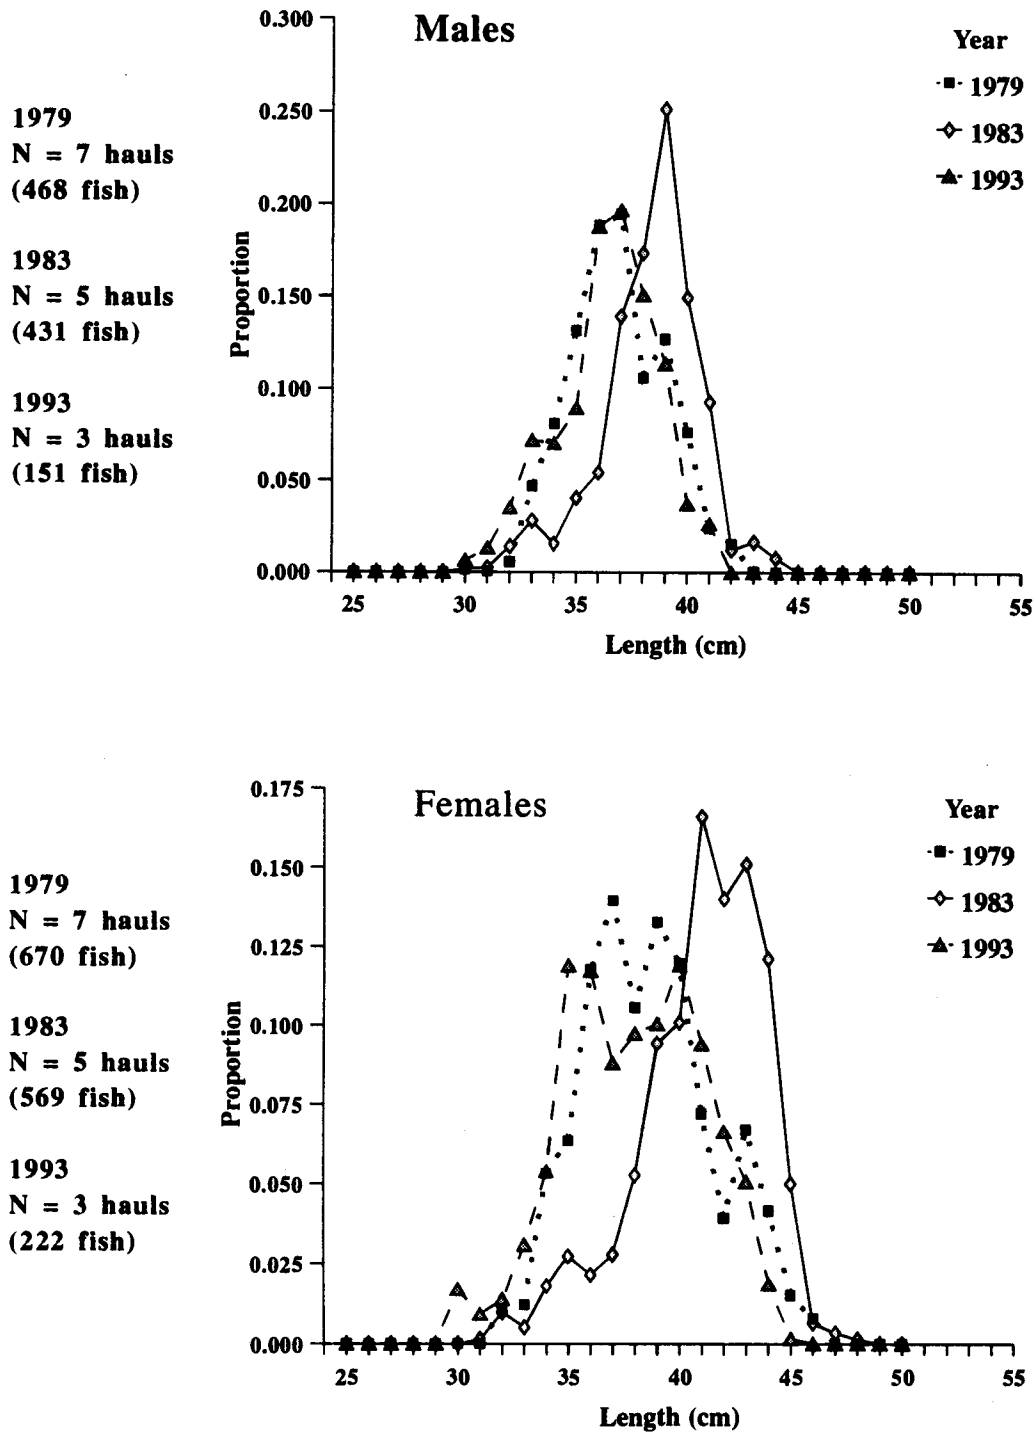 Males
0.300
0.250
0.200
0.150
0.100
0.050
0.000
Proportion
25 30 35 40 45 50 55
Length (cm)
Year
1979
1983
1993
1979
N = 7 hauls
(468 fish)
1983
N = 5 hauls
(431 fish)
1993
N = 3 hauls
(151 fish)
Females
0.175
0.150
0.125
0.100
0.075
0.050
0.025
0.000
Proportion
25 30 35 40 45 50 55
Length (cm)
Year
1979
1983
1993
1979
N = 7 hauls
(670 fish)
1983
N = 5 hauls
(569 fish)
1993
N = 3 hauls
(222 fish)